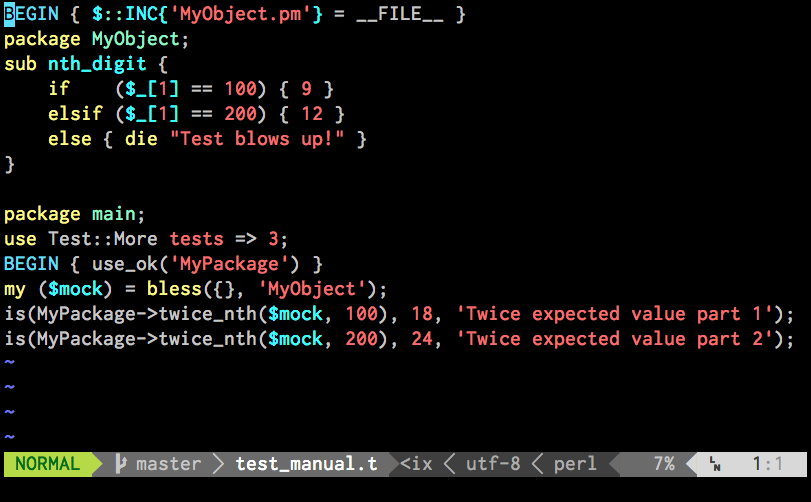 BEGIN { $::INC{'MyObject.pm'} = __FILE__ }
package MyObject;
sub nth_digit {
    if    ($_[1] == 100) { 9 }
    elsif ($_[1] == 200) { 12 }
    else { die "Test blows up!" }
}

package main;
use Test::More tests => 3;
BEGIN { use_ok('MyPackage') }
my ($mock) = bless({}, 'MyObject');
is(MyPackage->twice_nth($mock, 100), 18, 'Twice expected value part 1');
is(MyPackage->twice_nth($mock, 200), 24, 'Twice expected value part 2');
~
~
~
~
NORMAL master test_manual.t <ix utf-8 perl 7% LN 1:1